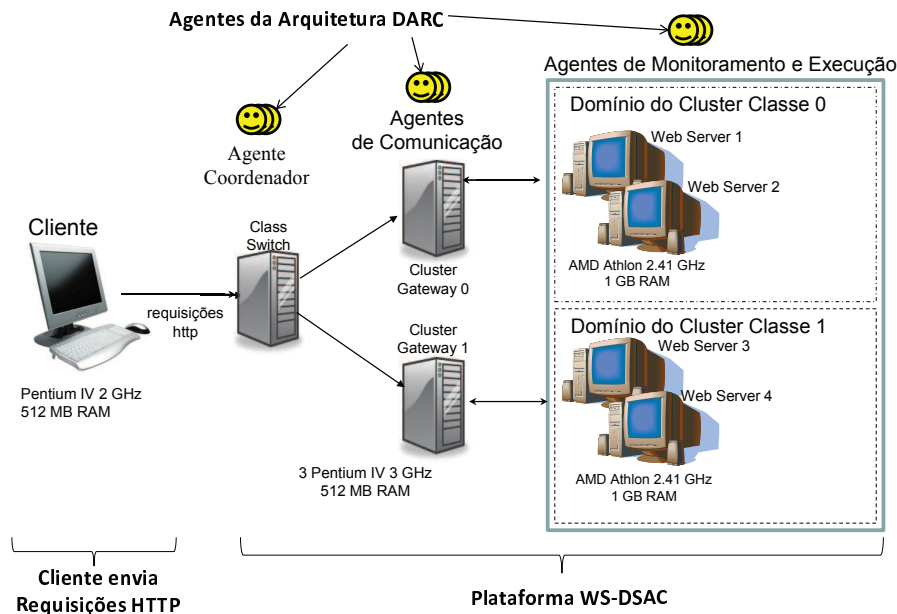 Agentes da Arquitetura DARC
Agentes de Monitoramento e Execução
Agente
Coordenador
Agentes
de Comunicação
Domínio do Cluster Classe 0
Web Server 1
Web Server 2
AMD Athlon 2.41 GHz
1 GB RAM
Cliente
Class
Switch
Cluster
Gateway 0
requisições
http
Cluster
Gateway 1
Domínio do Cluster Classe 1
Web Server 3
Web Server 4
AMD Athlon 2.41 GHz
1 GB RAM
Pentium IV 2 GHz
512 MB RAM
3 Pentium IV 3 GHz
512 MB RAM
Cliente envia
Requisições HTTP
Plataforma WS-DSAC